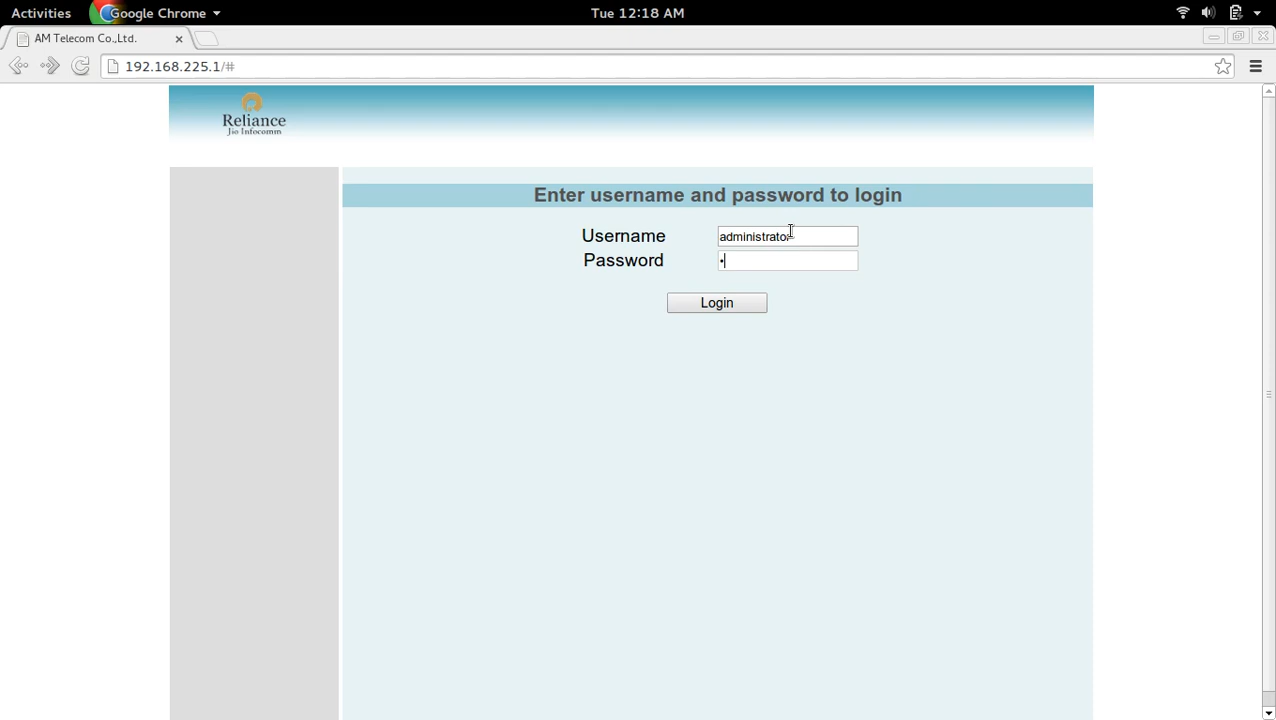 Activities Google Chrome Tue 12:18 AM
AM Telecom Co.,Ltd.
192.168.225.1/#
Reliance
Jio Infocomm
Enter username and password to login
Username administrator
Password •
Login